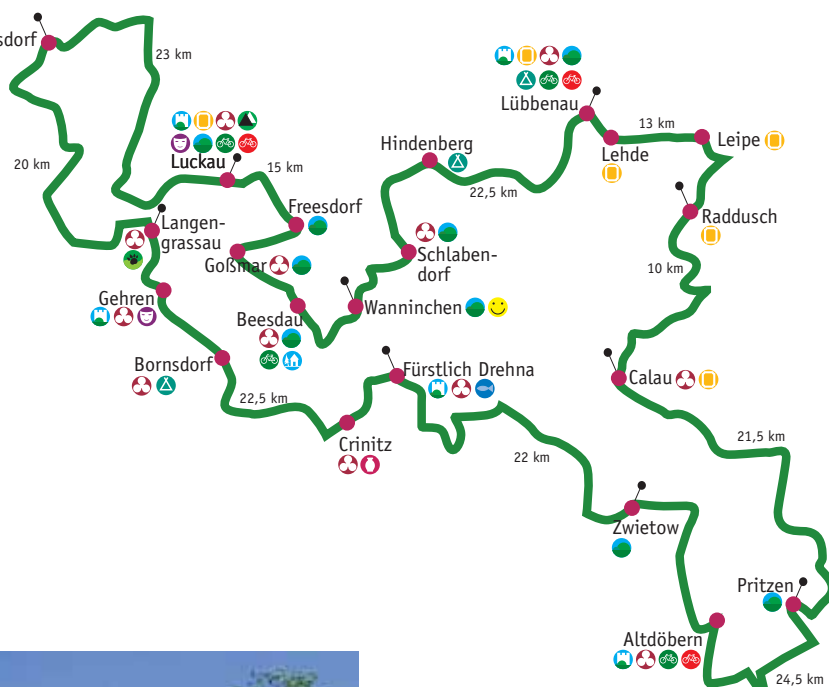 sdorf
23 km
20 km
Luckau
15 km
Langen-
grassau
Freesdorf
Goßmar
Gehren
Beesdau
Bornsdorf
22,5 km
Crinitz
Hindenberg
22,5 km
Schlaben-
dorf
Wanninchen
Fürstlich Drehna
Lübbenau
Lehde
13 km
Leipe
Raddusch
10 km
Calau
21,5 km
22 km
Zwietow
Pritzen
Altdöbern
24,5 km